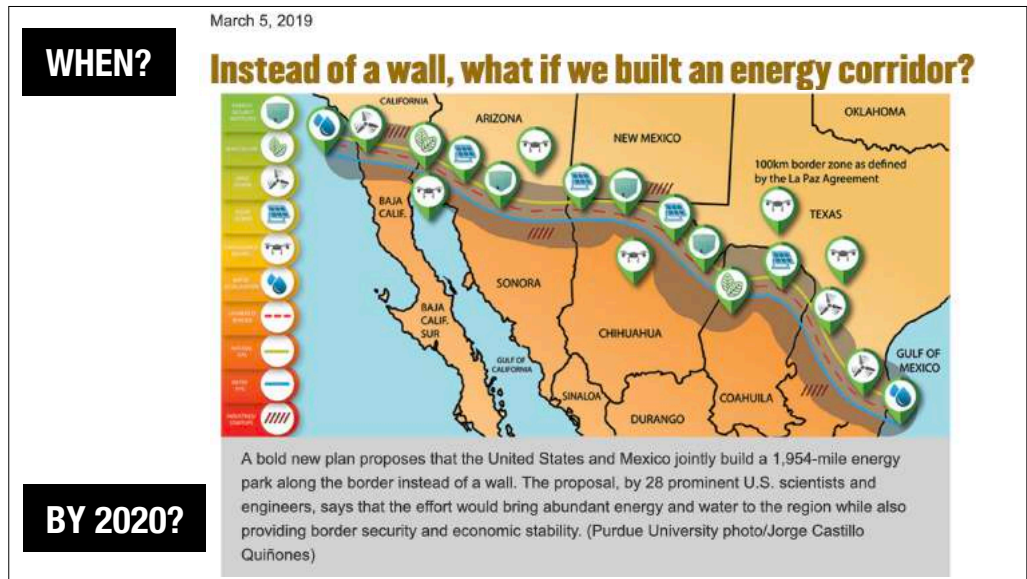 March 5, 2019
WHEN?
Instead of a wall, what if we built an energy corridor?
CALIFORNIA
ARIZONA
NEW MEXICO
OKLAHOMA
100km border zone as defined
by the La Paz Agreement
TEXAS
BAJA
CALIF.
SONORA
BAJA
CALIF.
SUR
CHIHUAHUA
GULF OF
CALIFORNIA
GULF OF
MEXICO
SINALOA
COAHUILA
DURANGO
A bold new plan proposes that the United States and Mexico jointly build a 1,954-mile energy
park along the border instead of a wall. The proposal, by 28 prominent U.S. scientists and
engineers, says that the effort would bring abundant energy and water to the region while also
providing border security and economic stability. (Purdue University photo/Jorge Castillo
Quiñones)
BY 2020?